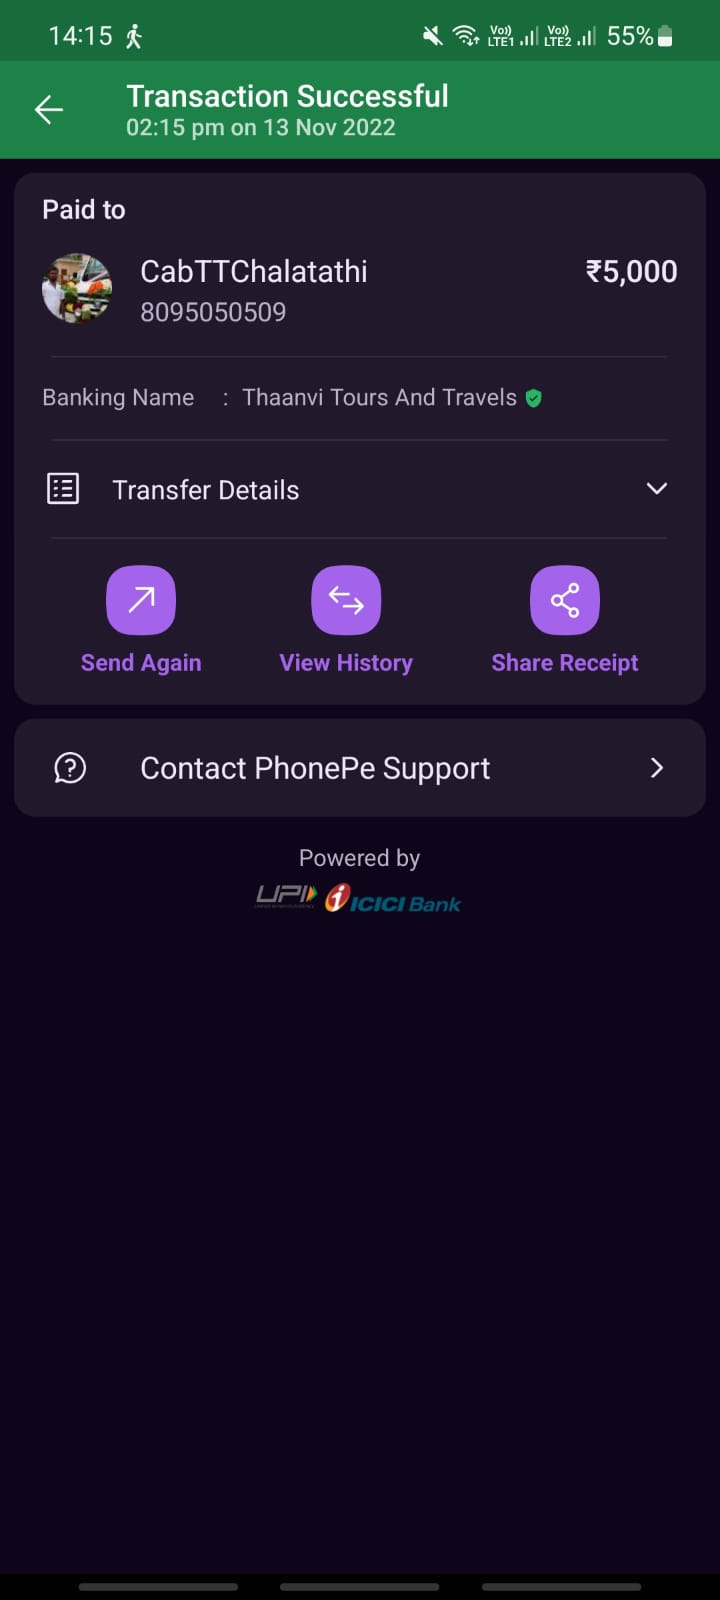 14:15 Vo)) LTE1 Vo)) LTE2 55%
Transaction Successful
02:15 pm on 13 Nov 2022
Paid to
CabTTChalatathi ₹5,000
8095050509
Banking Name : Thaanvi Tours And Travels
Transfer Details
Send Again View History Share Receipt
Contact PhonePe Support
Powered by
UPI ICICI Bank